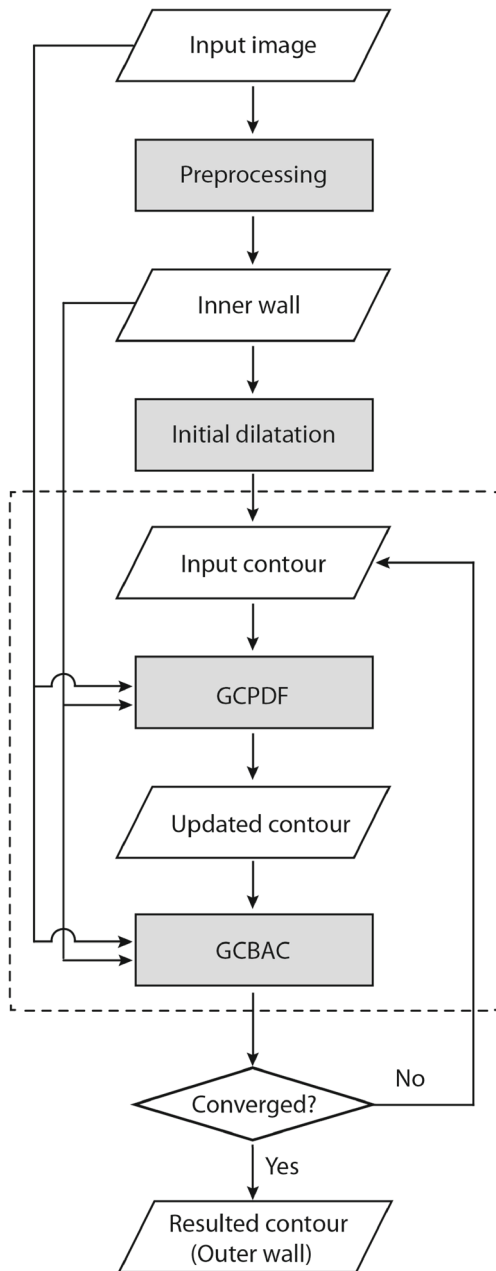 Input image
Preprocessing
Inner wall
Initial dilatation
Input contour
GCPDF
Updated contour
GCBAC
Converged?
No
Yes
Resulted contour
(Outer wall)